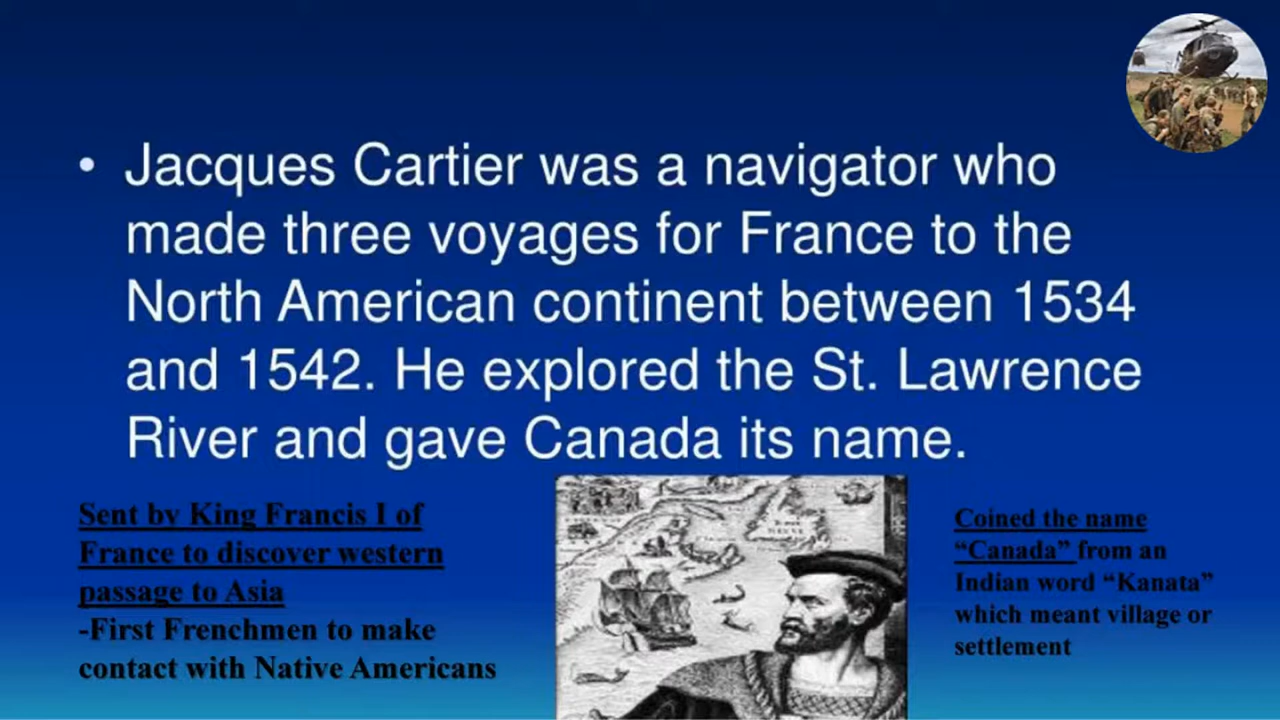 • Jacques Cartier was a navigator who
made three voyages for France to the
North American continent between 1534
and 1542. He explored the St. Lawrence
River and gave Canada its name.
Sent by King Francis I of
France to discover western
passage to Asia
-First Frenchmen to make
contact with Native Americans
Coined the name
“Canada” from an
Indian word “Kanata”
which meant village or
settlement